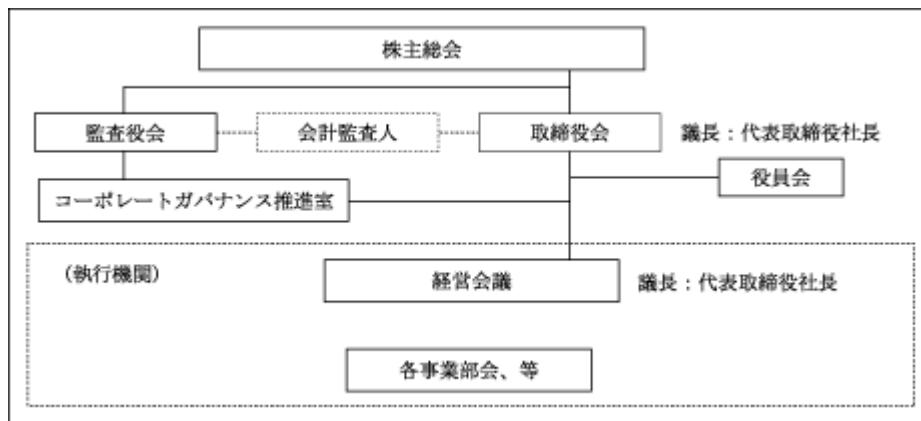 株主総会
監査役会
会計監査人
取締役会
議長：代表取締役社長
役員会
コーポレートガバナンス推進室
（執行機関）
経営会議
議長：代表取締役社長
各事業部会、等